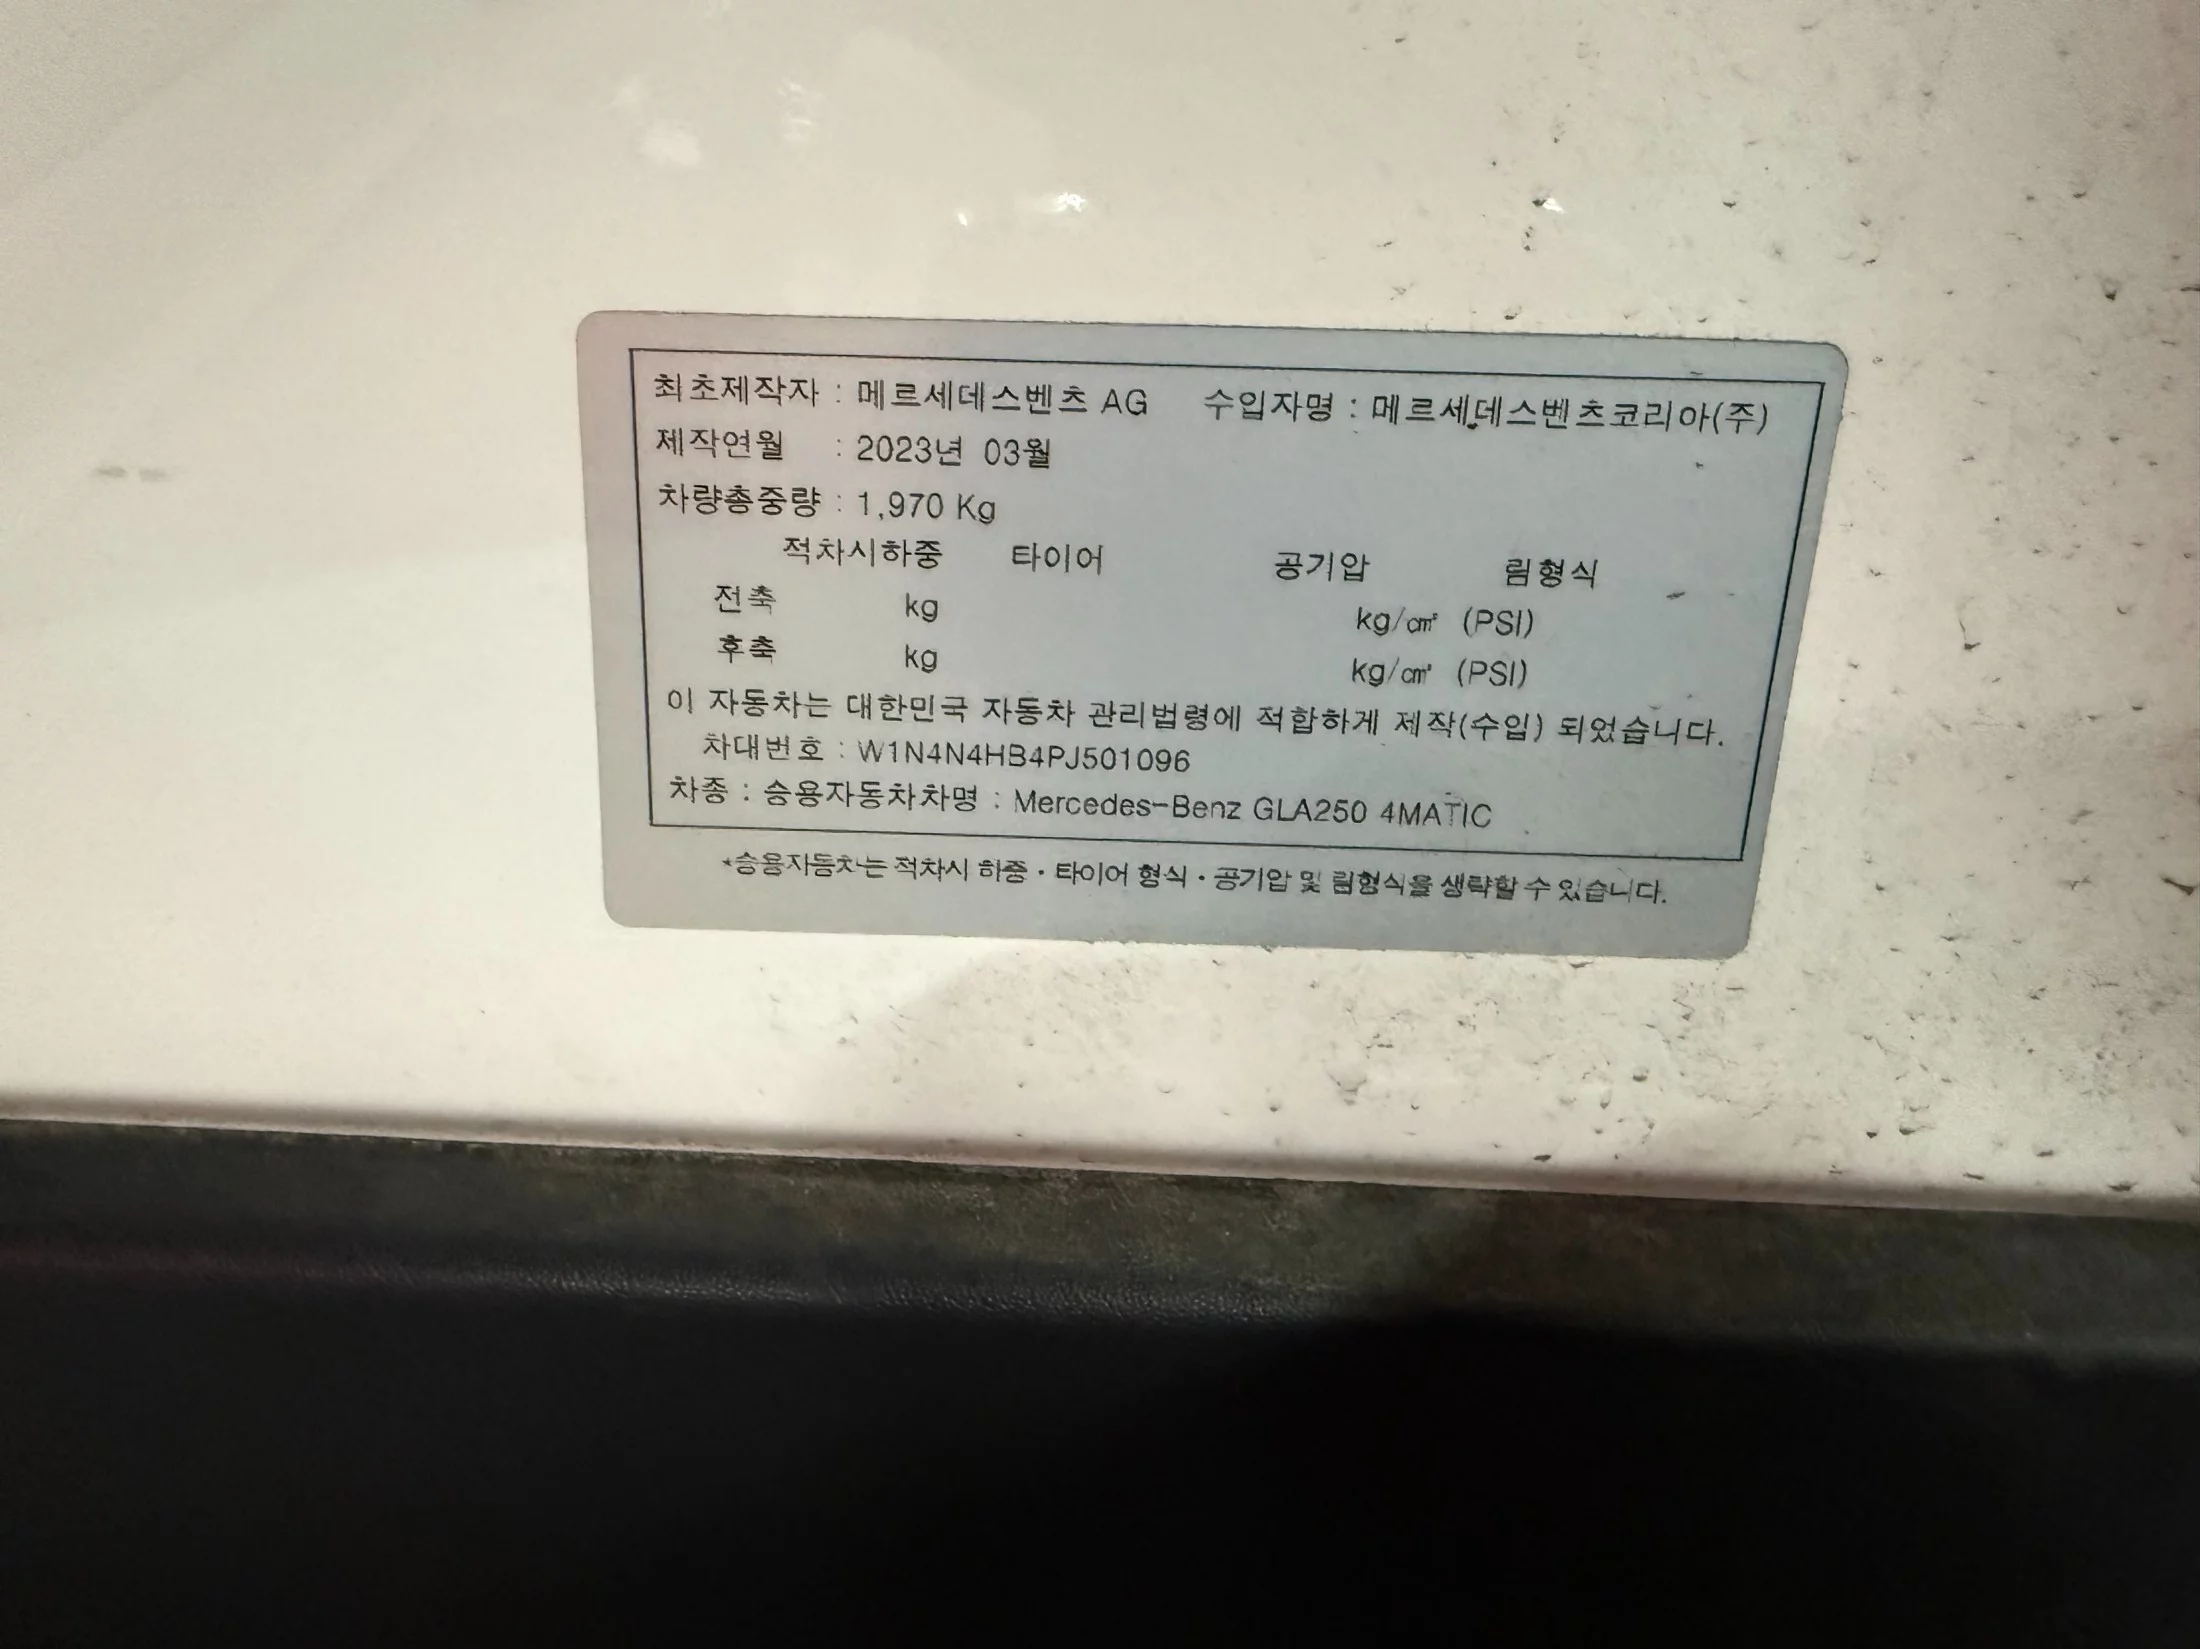 최초제작자 : 메르세데스벤츠 AG 수입자명 : 메르세데스벤츠코리아(주)
제작연월 : 2023년 03월
차량총중량 : 1,970 Kg
적차시하중 타이어 공기압 림형식
전축 kg kg/㎠ (PSI)
후축 kg kg/㎠ (PSI)
이 자동차는 대한민국 자동차 관리법령에 적합하게 제작(수입) 되었습니다.
차대번호 : W1N4N4HB4PJ501096
차종 : 승용자동차차명 : Mercedes-Benz GLA250 4MATIC
*승용자동차는 적차시 하중·타이어 형식·공기압 및 림형식을 생략할 수 있습니다.